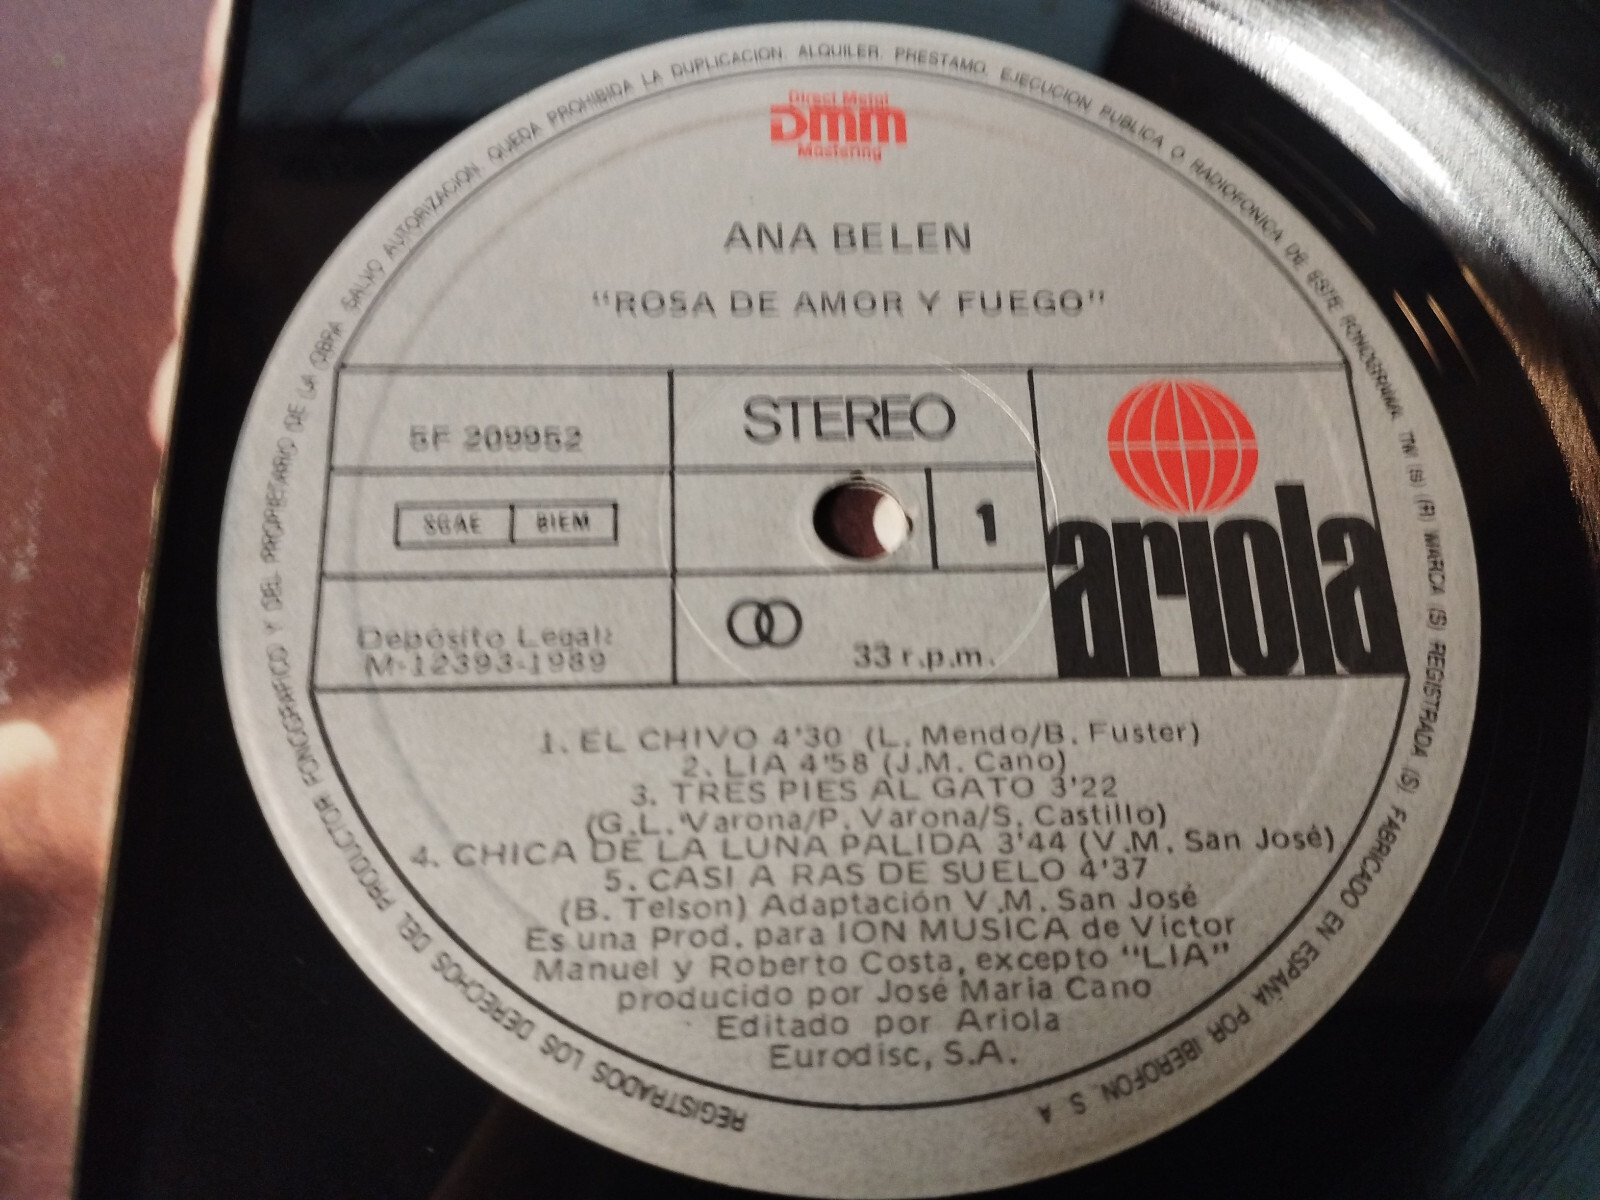 Direct Metal
DMM
Mastering
ANA BELEN
"ROSA DE AMOR Y FUEGO"
5F 209952
STEREO
SGAE BIEM
1
ariola
Depósito Legal:
M-12393-1989
33 r.p.m.
1. EL CHIVO 4'30 (L. Mendo/B. Fuster)
2. LIA 4'58 (J.M. Cano)
3. TRES PIES AL GATO 3'22
(G.L. Varona/P. Varona/S. Castillo)
4. CHICA DE LA LUNA PALIDA 3'44 (V.M. San José)
5. CASI A RAS DE SUELO 4'37
(B. Telson) Adaptación V.M. San José
Es una Prod. para ION MUSICA de Victor
Manuel y Roberto Costa, excepto "LIA"
producido por José Maria Cano
Editado por Ariola
Eurodisc, S.A.
REGISTRADOS LOS DERECHOS DEL PRODUCTOR FONOGRAFICO Y DEL PROPIETARIO DE LA OBRA. SALVO AUTORIZACION. QUEDA PROHIBIDA LA DUPLICACION. ALQUILER. PRESTAMO. EJECUCION PUBLICA O RADIOFONICA DE ESTE FONOGRAMA. TM (S) (R) MARCA (S) REGISTRADA (S) FABRICADO EN ESPAÑA POR IBEROFON, S A